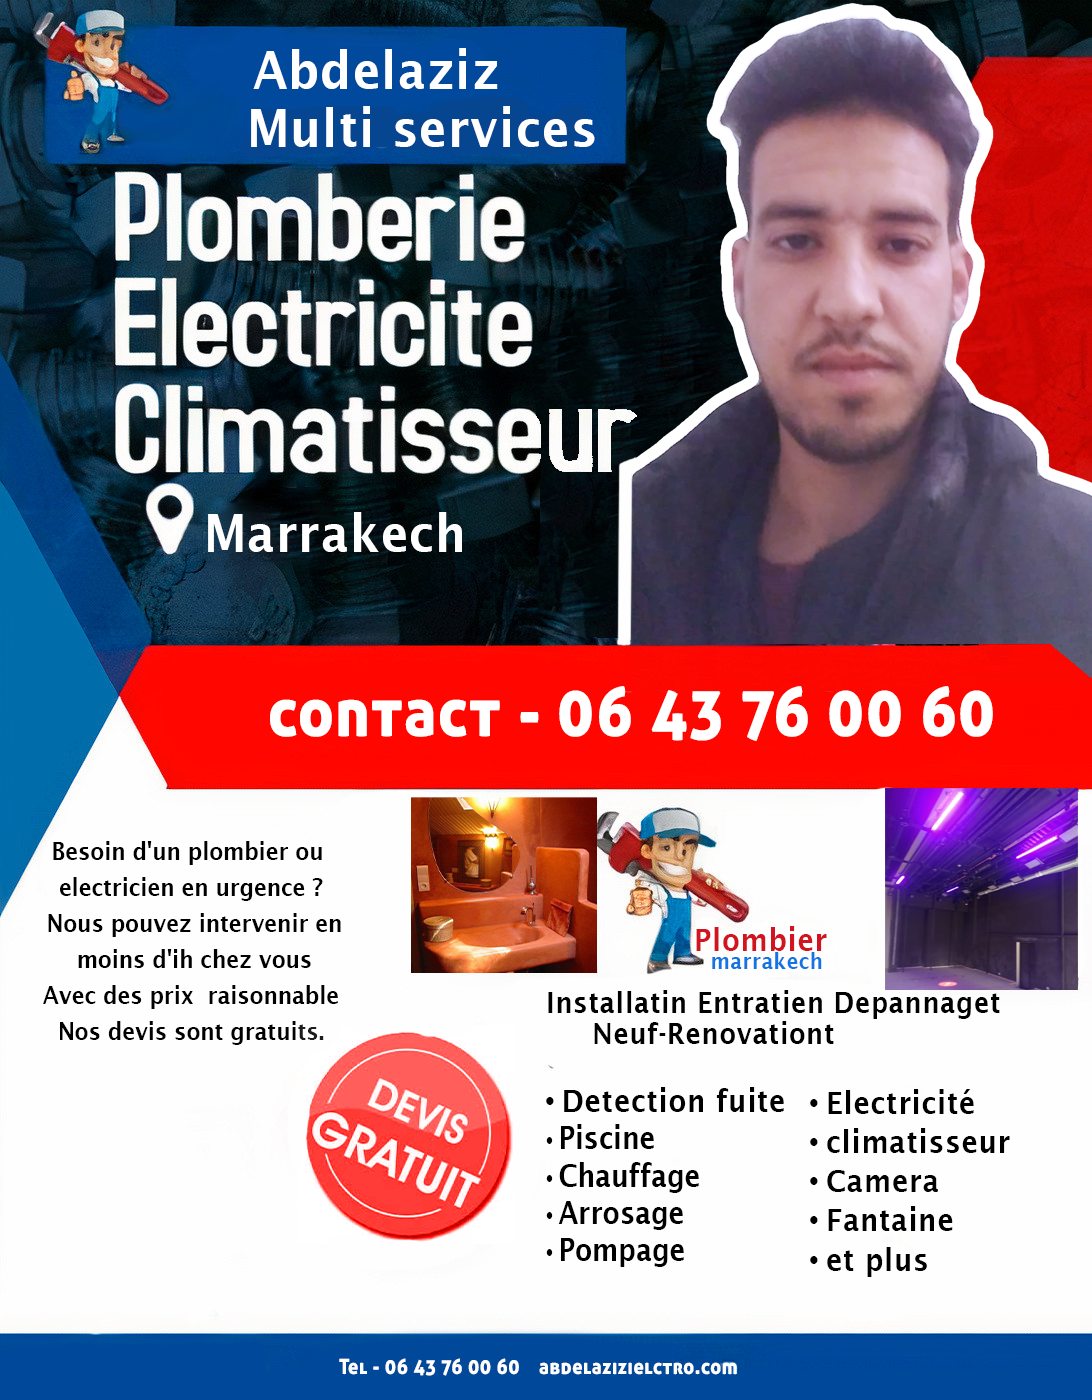 Abdelaziz
Multi services
Plomberie
Electricite
Climatisseur
Marrakech
contact - 06 43 76 00 60
Besoin d'un plombier ou
electricien en urgence ?
Nous pouvez intervenir en
moins d'ih chez vous
Avec des prix raisonnable
Nos devis sont gratuits.
DEVIS
GRATUIT
Plombier
marrakech
Installatin Entratien Depannaget
Neuf-Renovationt
• Detection fuite
• Piscine
• Chauffage
• Arrosage
• Pompage
• Electricité
• climatisseur
• Camera
• Fantaine
• et plus
Tel - 06 43 76 00 60 abdelazizielctro.com